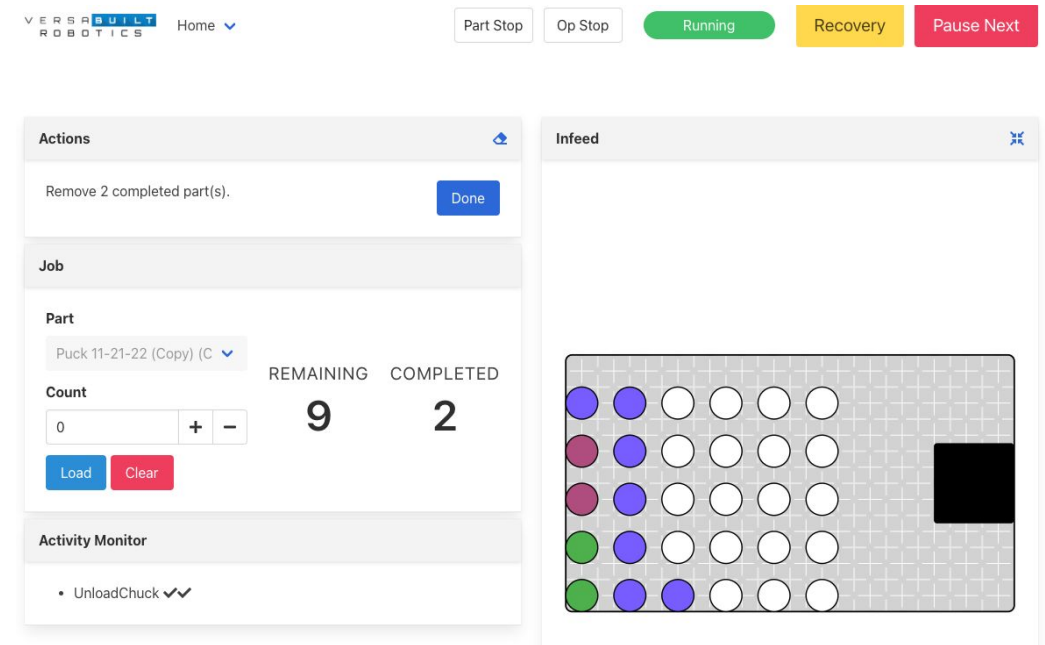 VERSABUILT
ROBOTICS
Home
Part Stop
Op Stop
Running
Recovery
Pause Next
Actions
Remove 2 completed part(s).
Done
Job
Part
Puck 11-21-22 (Copy) (C
Count
0
+
−
Load
Clear
REMAINING
9
COMPLETED
2
Activity Monitor
• UnloadChuck ✔✔
Infeed